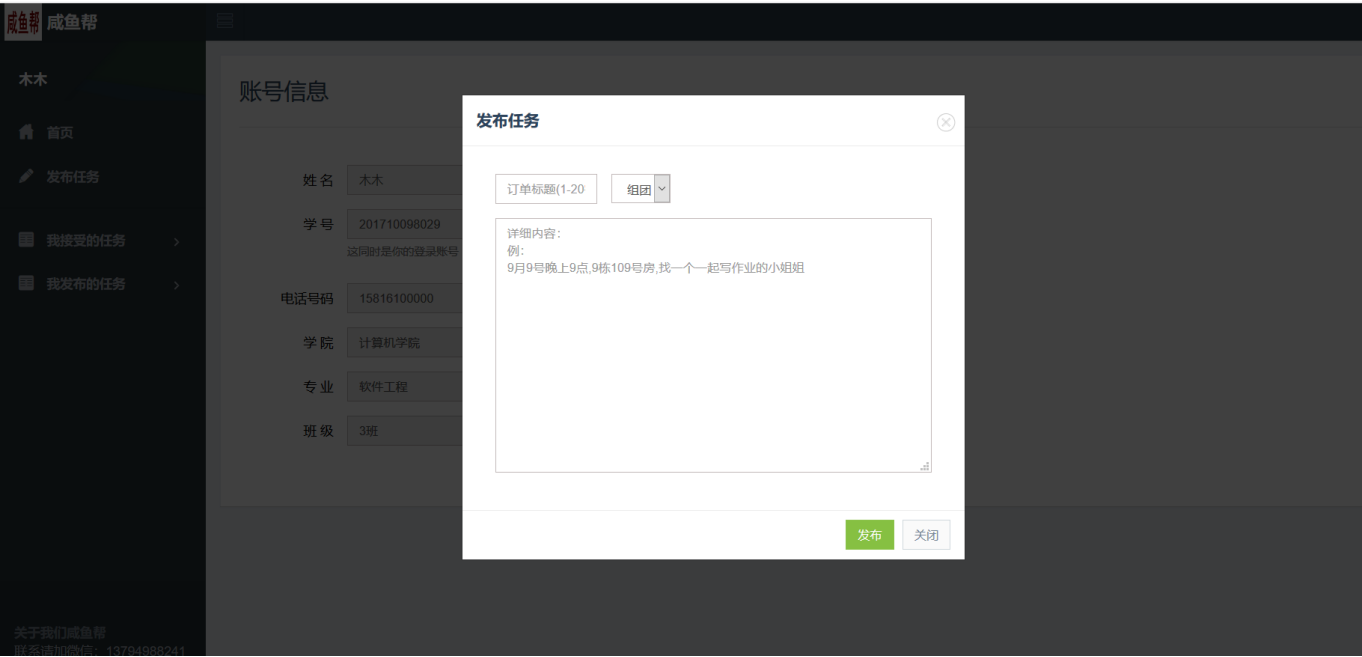 咸鱼帮 咸鱼帮
木木
首页
发布任务
我接受的任务
我发布的任务
关于我们咸鱼帮
联系请加微信：13794988241
账号信息
姓 名 木木
学 号 201710098029
这同时是你的登录账号
电话号码 15816100000
学 院 计算机学院
专 业 软件工程
班 级 3班
发布任务
订单标题(1-20 组团
详细内容：
例：
9月9号晚上9点,9栋109号房,找一个一起写作业的小姐姐
发布 关闭